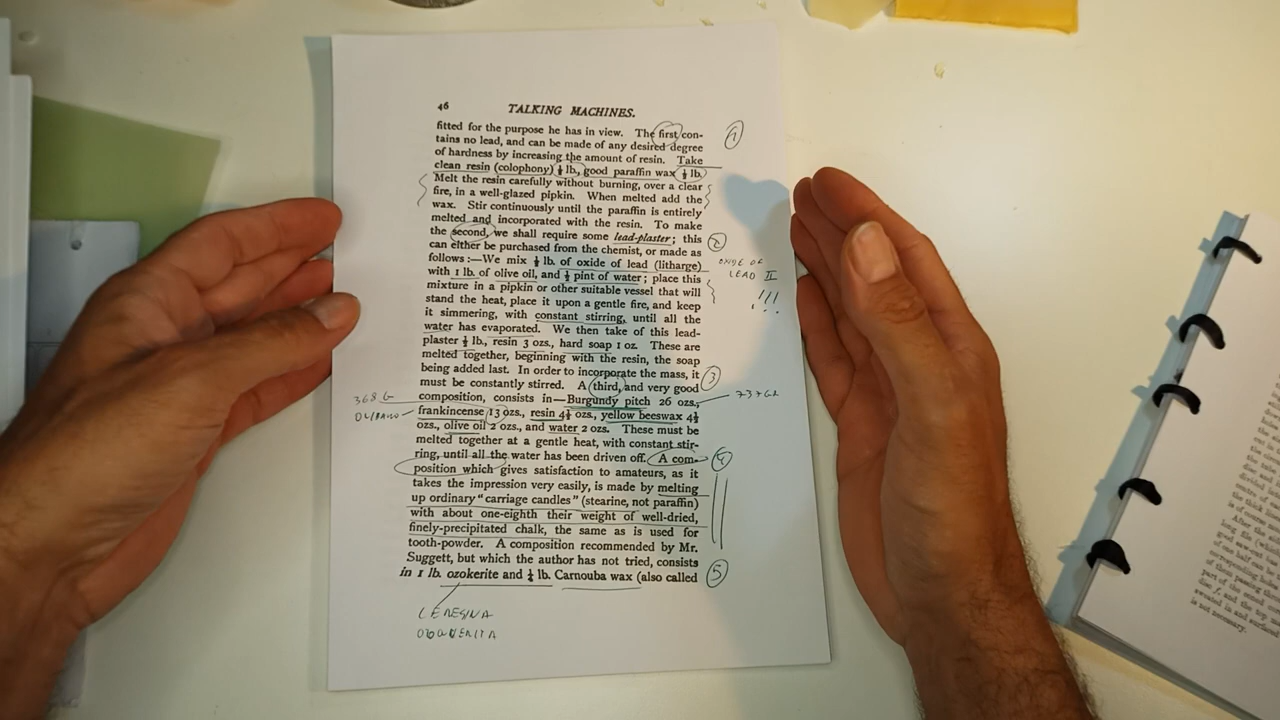 46 TALKING MACHINES.
fitted for the purpose he has in view. The first con-
tains no lead, and can be made of any desired degree
of hardness by increasing the amount of resin. Take
clean resin (colophony) ½ lb., good paraffin wax ½ lb.
Melt the resin carefully without burning, over a clear
fire, in a well-glazed pipkin. When melted add the
wax. Stir continuously until the paraffin is entirely
melted and incorporated with the resin. To make
the second, we shall require some lead-plaster; this
can either be purchased from the chemist, or made as
follows:—We mix ½ lb. of oxide of lead (litharge)
with 1 lb. of olive oil, and ½ pint of water; place this
mixture in a pipkin or other suitable vessel that will
stand the heat, place it upon a gentle fire, and keep
it simmering, with constant stirring, until all the
water has evaporated. We then take of this lead-
plaster ½ lb., resin 3 ozs., hard soap 1 oz. These are
melted together, beginning with the resin, the soap
being added last. In order to incorporate the mass, it
must be constantly stirred. A third, and very good
composition, consists in—Burgundy pitch 26 ozs.,
frankincense 13 ozs., resin 4½ ozs., yellow beeswax 4½
ozs., olive oil 2 ozs., and water 2 ozs. These must be
melted together at a gentle heat, with constant stir-
ring, until all the water has been driven off. A com-
position which gives satisfaction to amateurs, as it
takes the impression very easily, is made by melting
up ordinary "carriage candles" (stearine, not paraffin)
with about one-eighth their weight of well-dried,
finely-precipitated chalk, the same as is used for
tooth-powder. A composition recommended by Mr.
Suggett, but which the author has not tried, consists
in 1 lb. ozokerite and ¼ lb. Carnouba wax (also called
1
2
OXIDE OF
LEAD II
!!!
3
737 GR
368 G
OLIBANO
4
5
CERESINA
OZOQUERITA
After the
is not necessary.